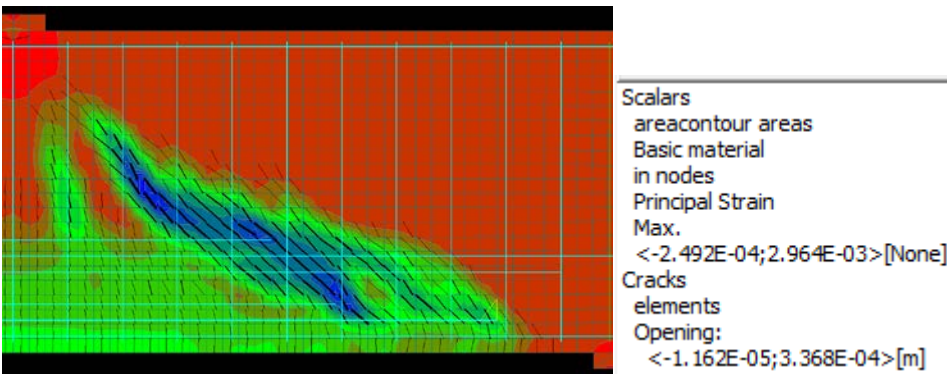 Scalars
areacontour areas
Basic material
in nodes
Principal Strain
Max.
<-2.492E-04;2.964E-03>[None]
Cracks
elements
Opening:
<-1.162E-05;3.368E-04>[m]